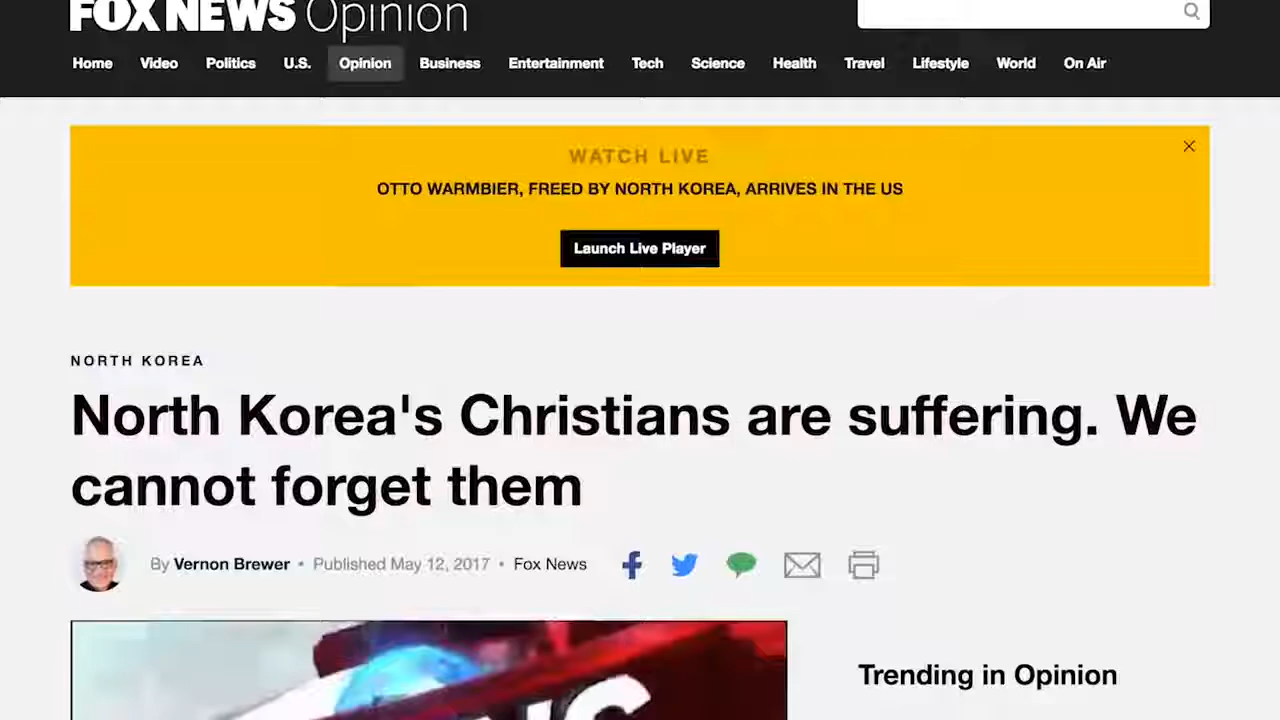 FOX NEWS Opinion
Home Video Politics U.S. Opinion Business Entertainment Tech Science Health Travel Lifestyle World On Air
WATCH LIVE
OTTO WARMBIER, FREED BY NORTH KOREA, ARRIVES IN THE US
Launch Live Player
NORTH KOREA
North Korea's Christians are suffering. We
cannot forget them
By Vernon Brewer • Published May 12, 2017 • Fox News
Trending in Opinion